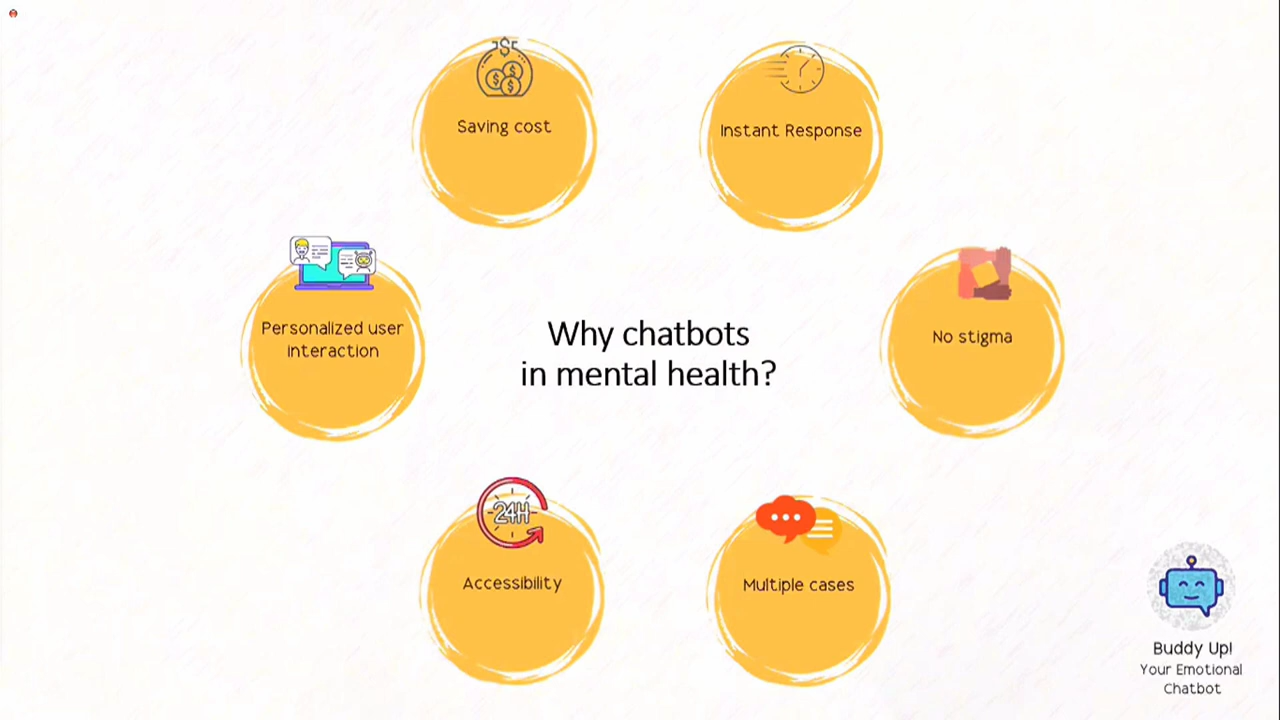 Saving cost
Instant Response
Personalized user
interaction
Why chatbots
in mental health?
No stigma
24H
Accessibility
Multiple cases
Buddy Up!
Your Emotional
Chatbot